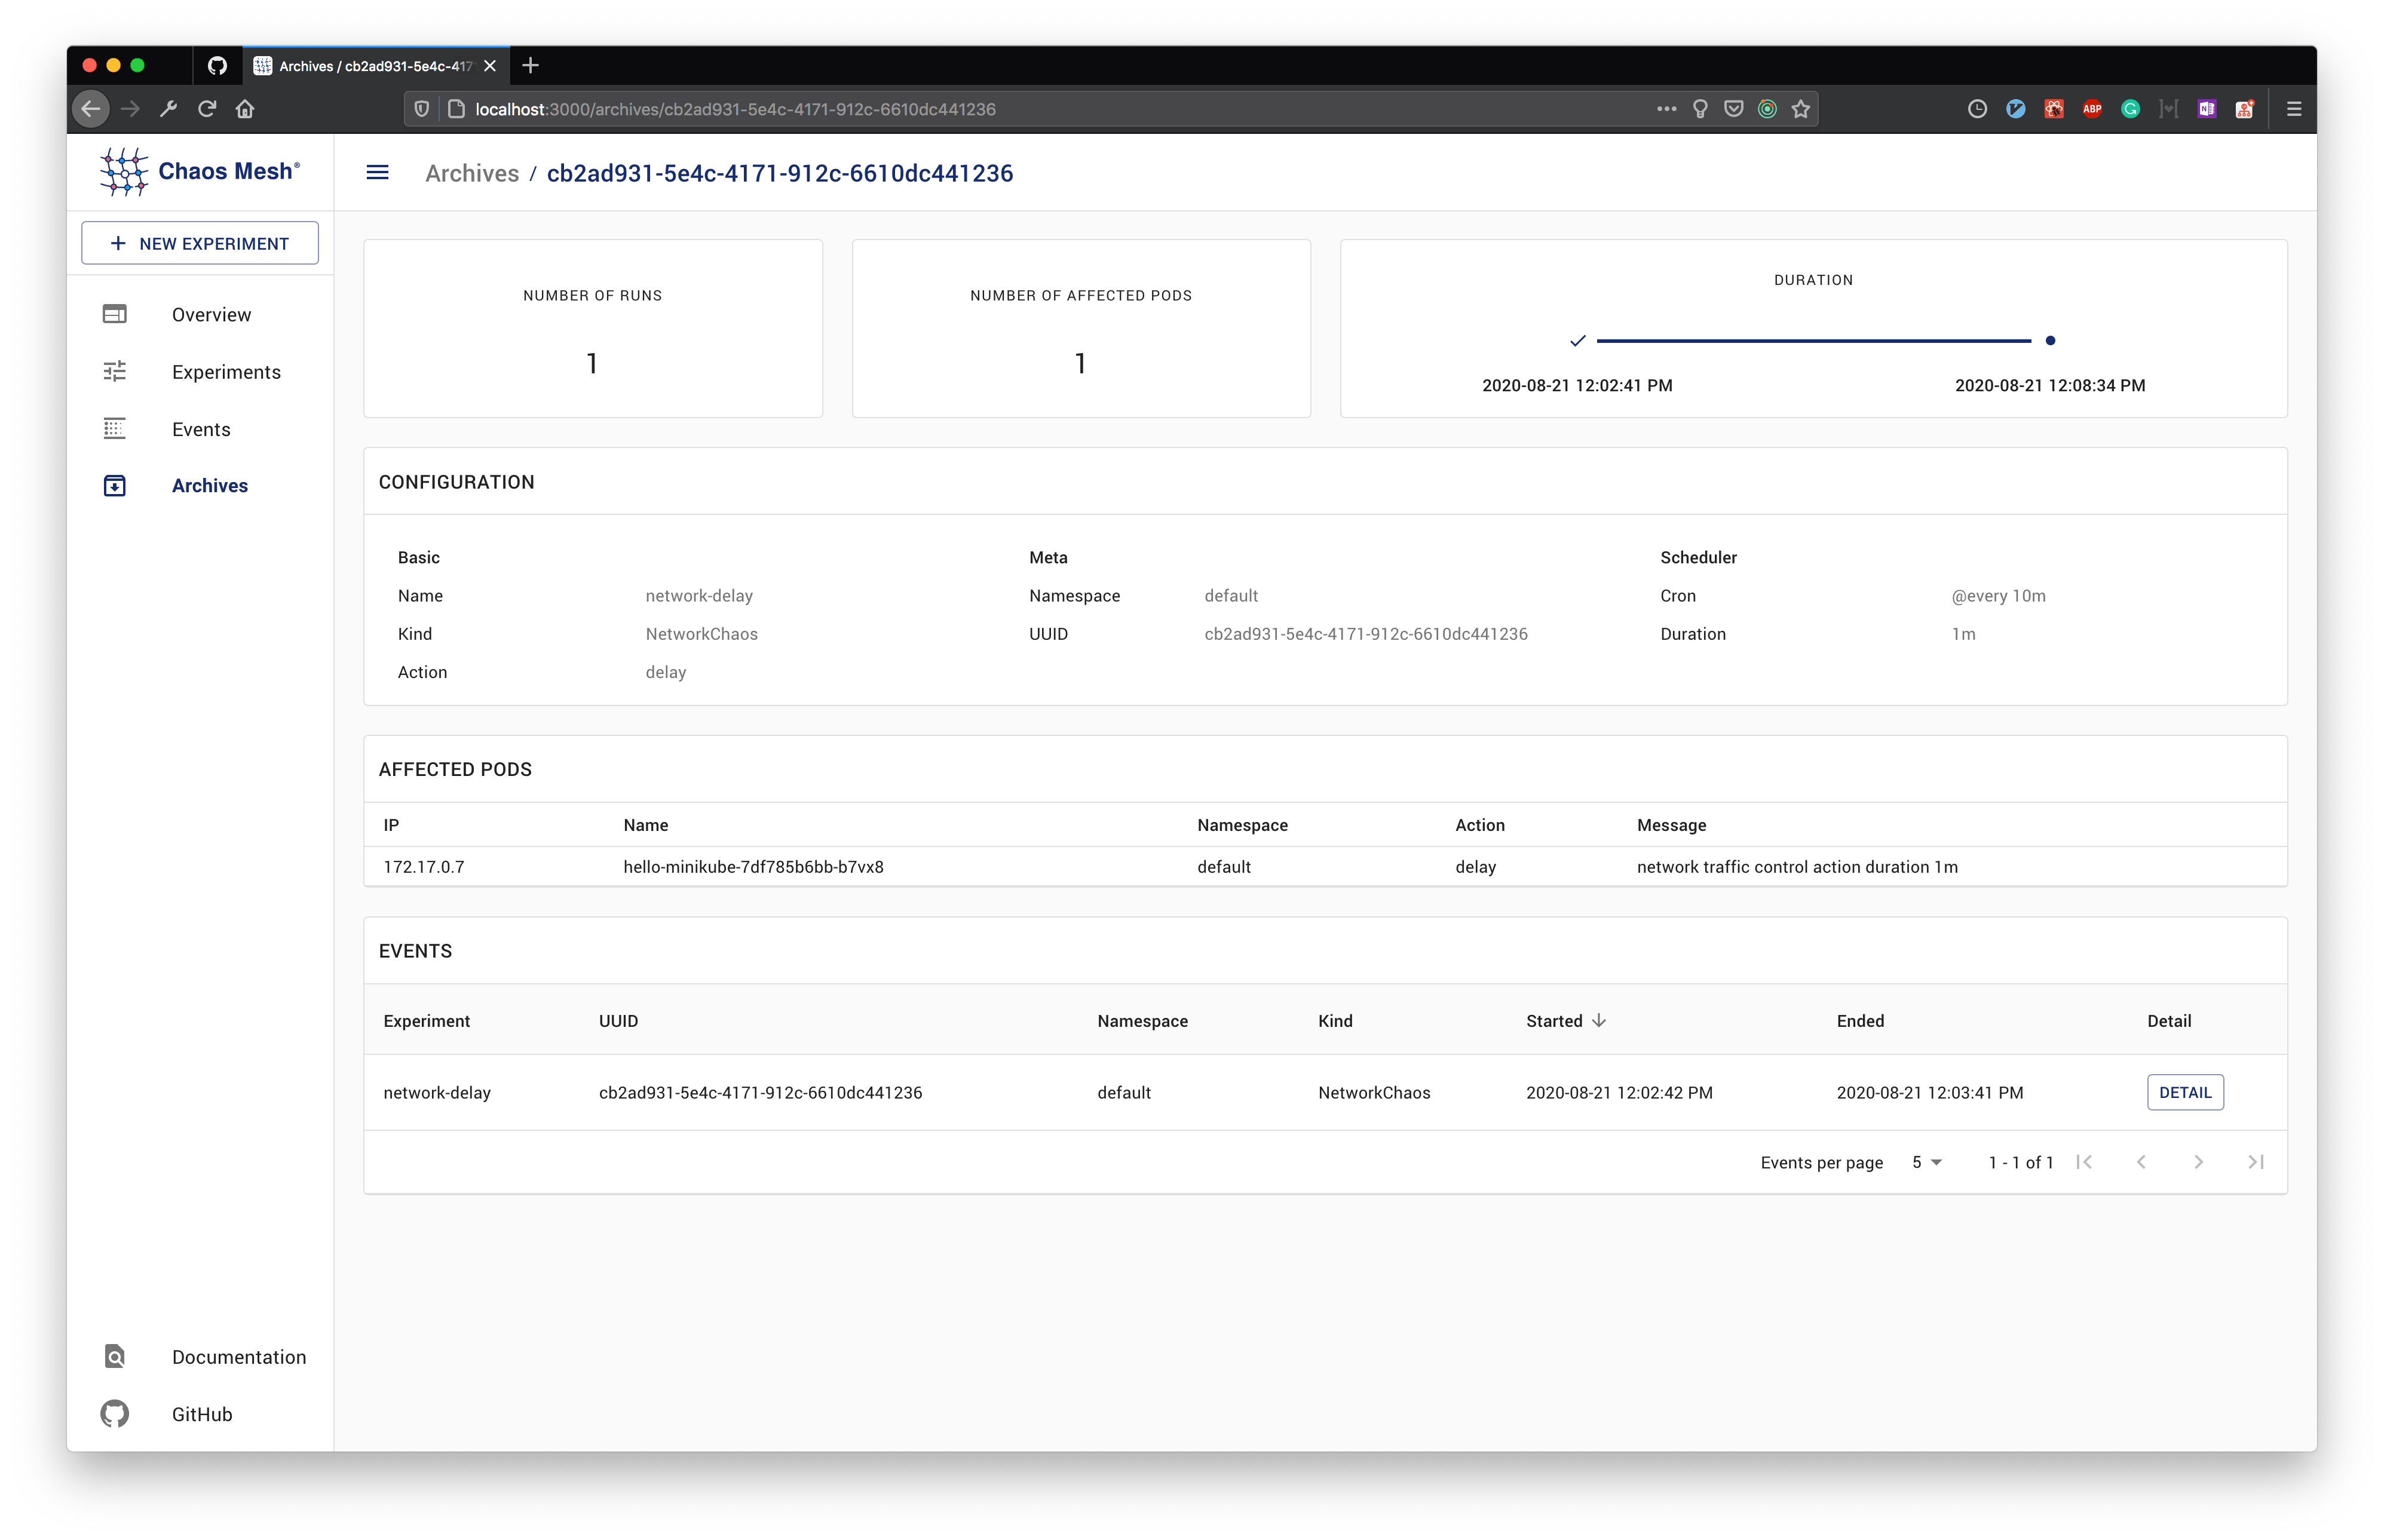 Archives / cb2ad931-5e4c-417
localhost:3000/archives/cb2ad931-5e4c-4171-912c-6610dc441236
ABP
Chaos Mesh®
Archives / cb2ad931-5e4c-4171-912c-6610dc441236
+ NEW EXPERIMENT
Overview
Experiments
Events
Archives
Documentation
GitHub
NUMBER OF RUNS
1
NUMBER OF AFFECTED PODS
1
DURATION
2020-08-21 12:02:41 PM 2020-08-21 12:08:34 PM
CONFIGURATION
Basic Meta Scheduler
Name network-delay Namespace default Cron @every 10m
Kind NetworkChaos UUID cb2ad931-5e4c-4171-912c-6610dc441236 Duration 1m
Action delay
AFFECTED PODS
IP Name Namespace Action Message
172.17.0.7 hello-minikube-7df785b6bb-b7vx8 default delay network traffic control action duration 1m
EVENTS
Experiment UUID Namespace Kind Started Ended Detail
network-delay cb2ad931-5e4c-4171-912c-6610dc441236 default NetworkChaos 2020-08-21 12:02:42 PM 2020-08-21 12:03:41 PM DETAIL
Events per page 5 1 - 1 of 1